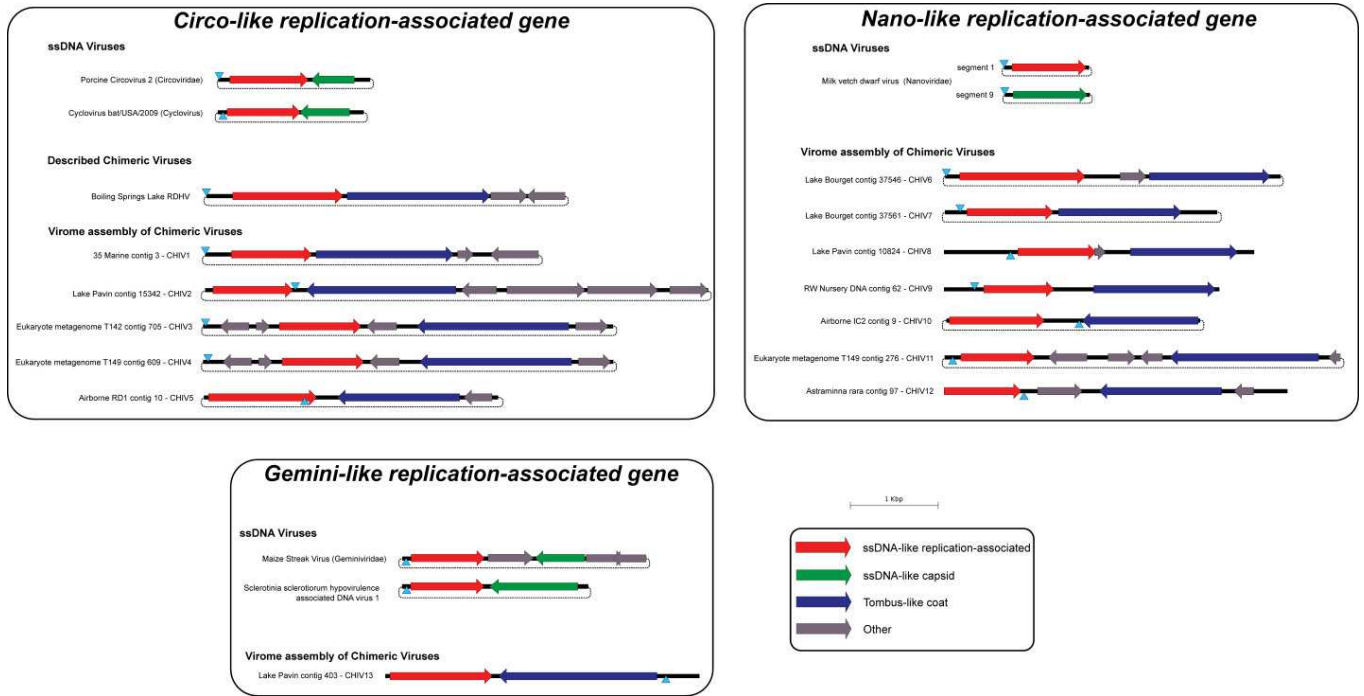 Circo-like replication-associated gene
ssDNA Viruses
Porcine Circovirus 2 (Circoviridae)
Cyclovirus bat/USA/2009 (Cyclovirus)
Described Chimeric Viruses
Boiling Springs Lake RDHV
Virome assembly of Chimeric Viruses
35 Marine contig 3 - CHIV1
Lake Pavin contig 15342 - CHIV2
Eukaryote metagenome T142 contig 705 - CHIV3
Eukaryote metagenome T149 contig 609 - CHIV4
Airborne RD1 contig 10 - CHIV5
Nano-like replication-associated gene
ssDNA Viruses
segment 1
Milk vetch dwarf virus (Nanoviridae)
segment 9
Virome assembly of Chimeric Viruses
Lake Bourget contig 37546 - CHIV6
Lake Bourget contig 37561 - CHIV7
Lake Pavin contig 10824 - CHIV8
RW Nursery DNA contig 62 - CHIV9
Airborne IC2 contig 9 - CHIV10
Eukaryote metagenome T149 contig 276 - CHIV11
Astraminna rara contig 97 - CHIV12
Gemini-like replication-associated gene
ssDNA Viruses
Maize Streak Virus (Geminiviridae)
Sclerotinia sclerotiorum hypovirulence
associated DNA virus 1
Virome assembly of Chimeric Viruses
Lake Pavin contig 403 - CHIV13
1 Kbp
ssDNA-like replication-associated
ssDNA-like capsid
Tombus-like coat
Other